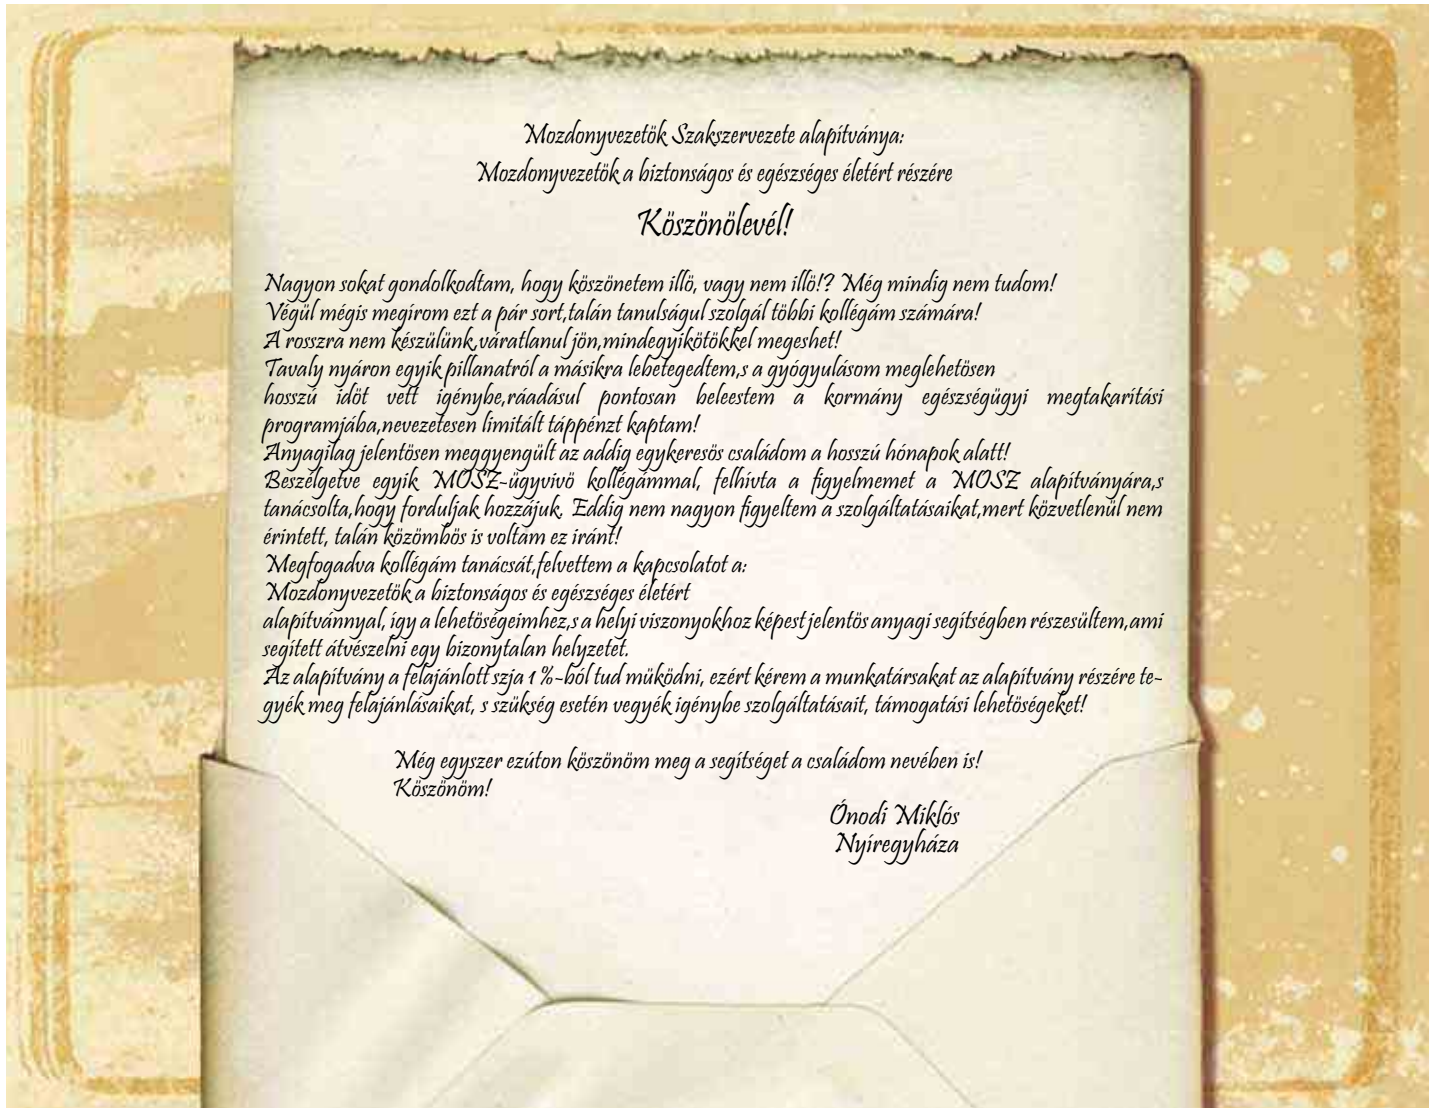 Mozdonyvezetök Szakszervezete alapítványa:
Mozdonyvezetök a biztonságos és egészséges életért részére
Köszönölevél!
Nagyon sokat gondolkodtam, hogy köszönetem illö, vagy nem illö!? Még mindig nem tudom!
Végül mégis megírom ezt a pár sort,talán tanulságul szolgál többi kollégám számára!
A rosszra nem készülünk,váratlanul jön,mindegyikötökkel megeshet!
Tavaly nyáron egyik pillanatról a másikra lebetegedtem,s a gyógyulásom meglehetösen
hosszú idöt vett igénybe,ráadásul pontosan beleestem a kormány egészségügyi megtakarítási
programjába,nevezetesen limitált táppénzt kaptam!
Anyagilag jelentösen meggyengült az addig egykeresös családom a hosszú hónapok alatt!
Beszélgetve egyik MOSZ-ügyvivö kollégámmal, felhívta a figyelmemet a MOSZ alapítványára,s
tanácsolta,hogy forduljak hozzájuk. Eddig nem nagyon figyeltem a szolgáltatásaikat,mert közvetlenül nem
érintett, talán közömbös is voltam ez iránt!
Megfogadva kollégám tanácsát,felvettem a kapcsolatot a:
Mozdonyvezetök a biztonságos és egészséges életért
alapítvánnyal, így a lehetöségeimhez,s a helyi viszonyokhoz képest jelentös anyagi segítségben részesültem,ami
segített átvészelni egy bizonytalan helyzetet.
Az alapítvány a felajánlott szja 1 %-ból tud müködni, ezért kérem a munkatársakat az alapítvány részére te-
gyék meg felajánlásaikat, s szükség esetén vegyék igénybe szolgáltatásait, támogatási lehetöségeket!
Még egyszer ezúton köszönöm meg a segítséget a családom nevében is!
Köszönöm!
Ónodi Miklós
Nyíregyháza